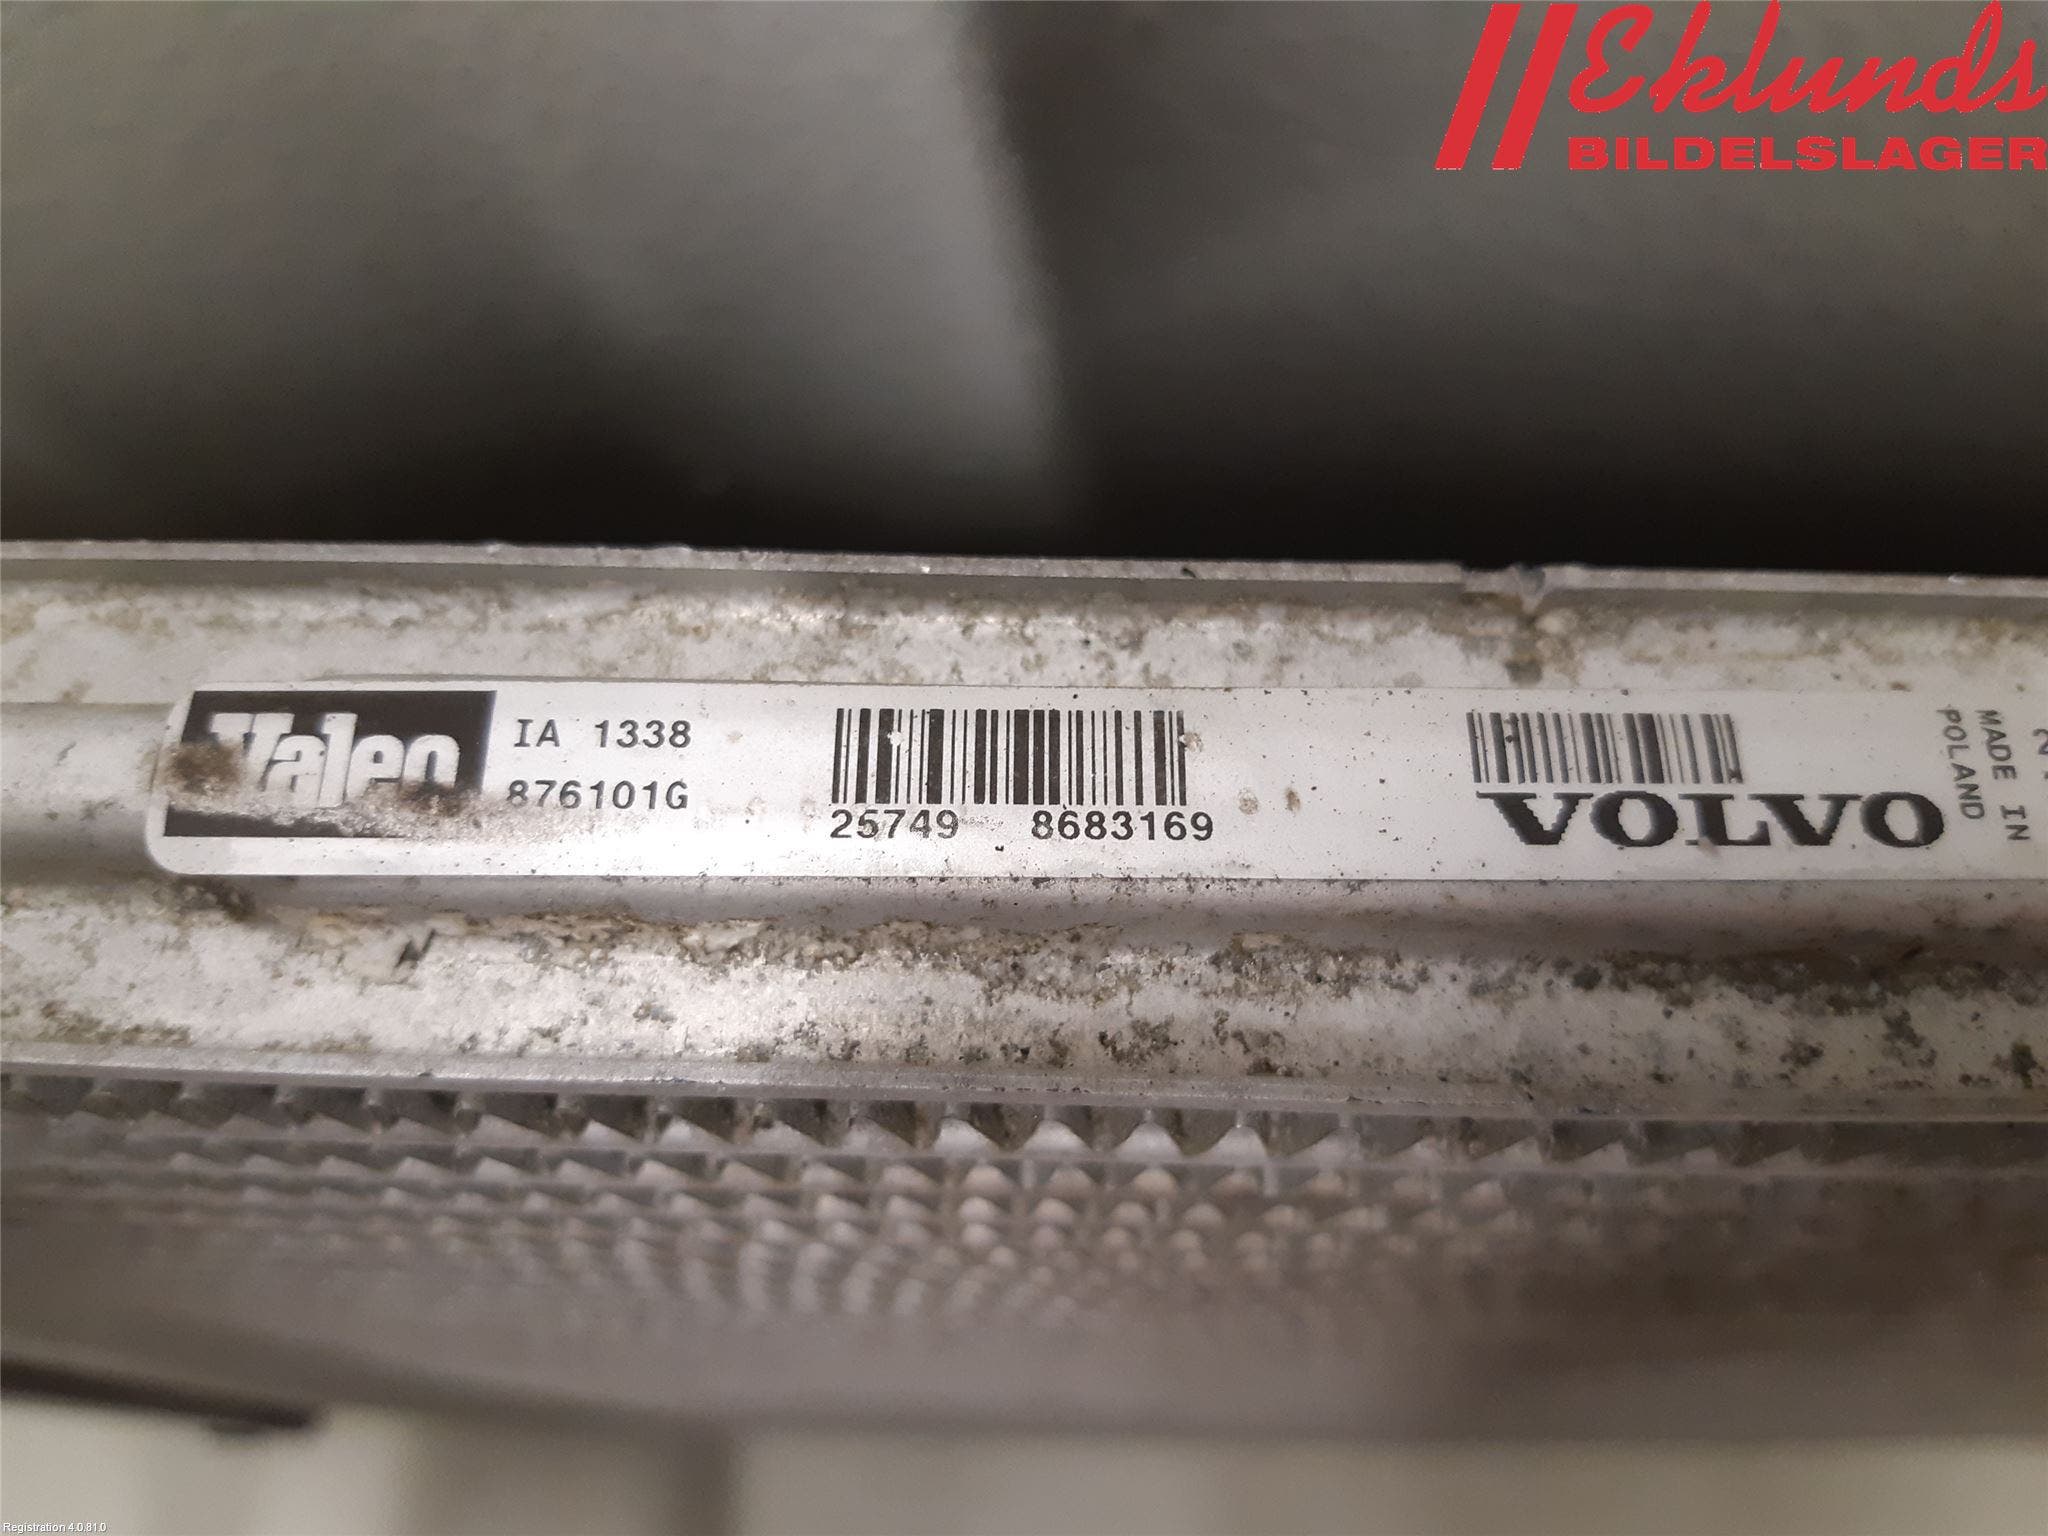 Eklunds
BILDELSLAGER
Valeo
IA 1338
876101G
25749 8683169
VOLVO
MADE IN
POLAND
Registration 4.0.81.0